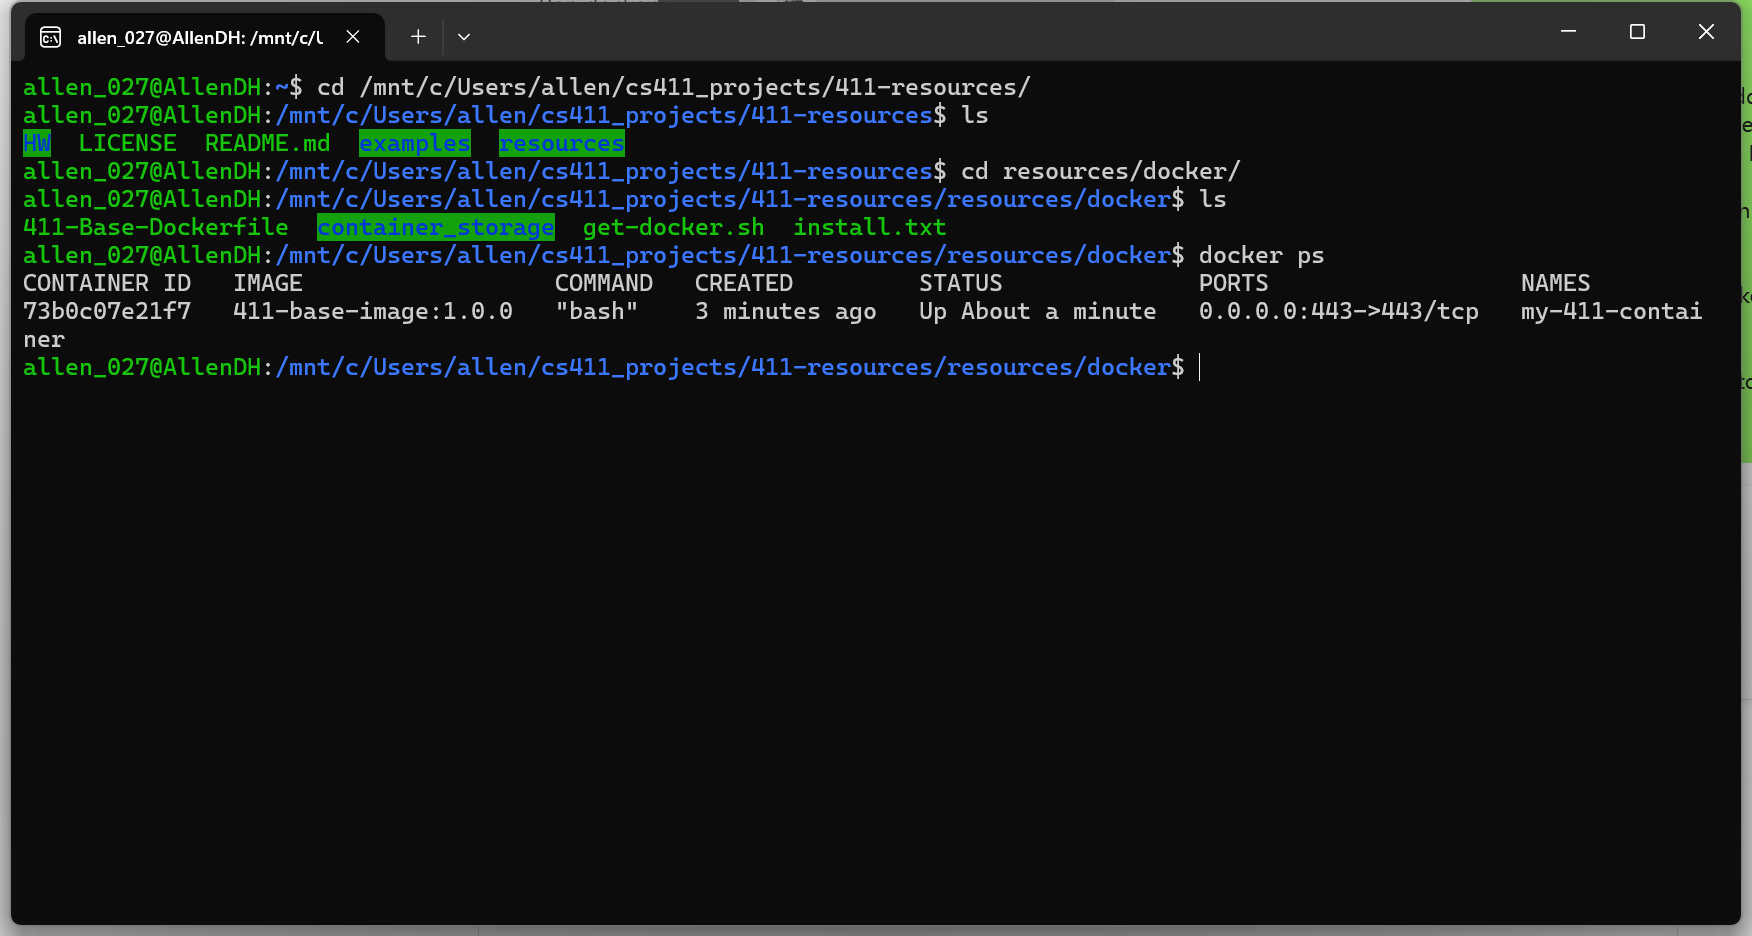 allen_027@AllenDH: /mnt/c/
allen_027@AllenDH:~$ cd /mnt/c/Users/allen/cs411_projects/411-resources/
allen_027@AllenDH:/mnt/c/Users/allen/cs411_projects/411-resources$ ls
HW  LICENSE  README.md  examples  resources
allen_027@AllenDH:/mnt/c/Users/allen/cs411_projects/411-resources$ cd resources/docker/
allen_027@AllenDH:/mnt/c/Users/allen/cs411_projects/411-resources/resources/docker$ ls
411-Base-Dockerfile  container_storage  get-docker.sh  install.txt
allen_027@AllenDH:/mnt/c/Users/allen/cs411_projects/411-resources/resources/docker$ docker ps
CONTAINER ID   IMAGE                  COMMAND   CREATED         STATUS              PORTS                  NAMES
73b0c07e21f7   411-base-image:1.0.0   "bash"    3 minutes ago   Up About a minute   0.0.0.0:443->443/tcp   my-411-contai
ner
allen_027@AllenDH:/mnt/c/Users/allen/cs411_projects/411-resources/resources/docker$